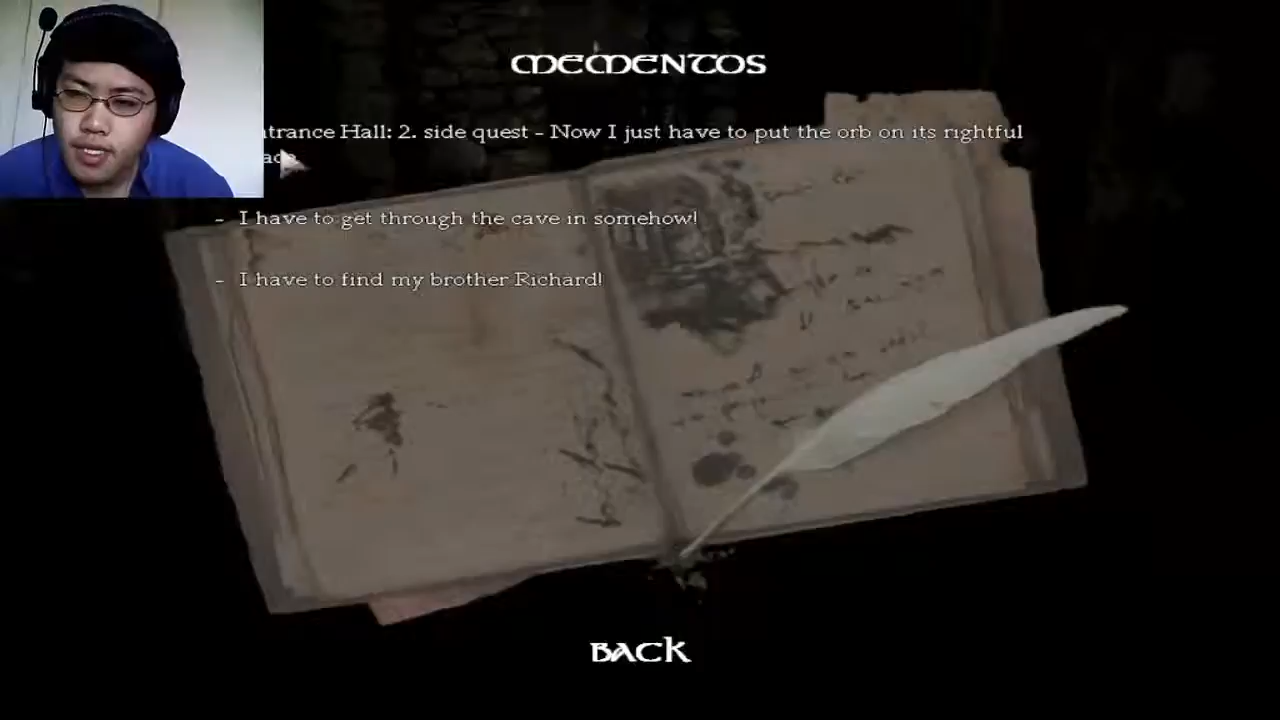 MEMENTOS
ntrance Hall: 2. side quest - Now I just have to put the orb on its rightful
- I have to get through the cave in somehow!
- I have to find my brother Richard!
BACK